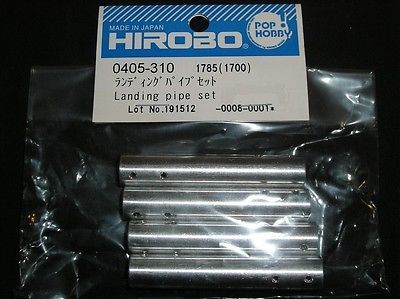 MADE IN JAPAN
HIROBO
POP HOBBY!
0405-310 1785(1700)
ランディングパイプセット
Landing pipe set
Lot No.191512 -0008-0001*